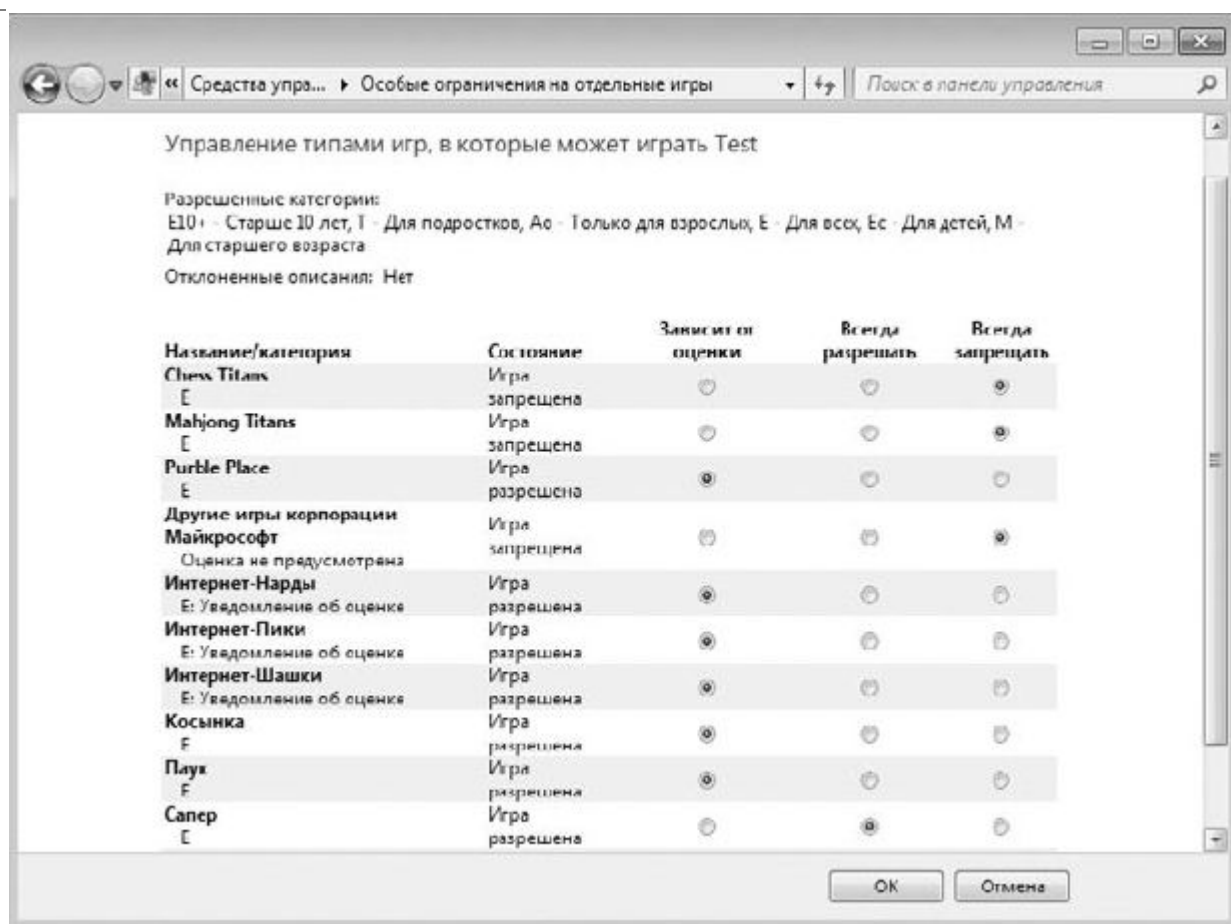 « Средства упра... ▸ Особые ограничения на отдельные игры
Поиск в панели управления
Управление типами игр, в которые может играть Test
Разрешенные категории:
E10+ - Старше 10 лет, T - Для подростков, Ao - Только для взрослых, E - Для всех, Ec - Для детей, M -
Для старшего возраста
Отклоненные описания: Нет
Название/категория Состояние Зависит от оценки Всегда разрешать Всегда запрещать
Chess Titans
E
Игра
запрещена
Mahjong Titans
E
Игра
запрещена
Purble Place
E
Игра
разрешена
Другие игры корпорации
Майкрософт
Оценка не предусмотрена
Игра
запрещена
Интернет-Нарды
E: Уведомление об оценке
Игра
разрешена
Интернет-Пики
E: Уведомление об оценке
Игра
разрешена
Интернет-Шашки
E: Уведомление об оценке
Игра
разрешена
Косынка
E
Игра
разрешена
Паук
E
Игра
разрешена
Сапер
E
Игра
разрешена
ОК
Отмена